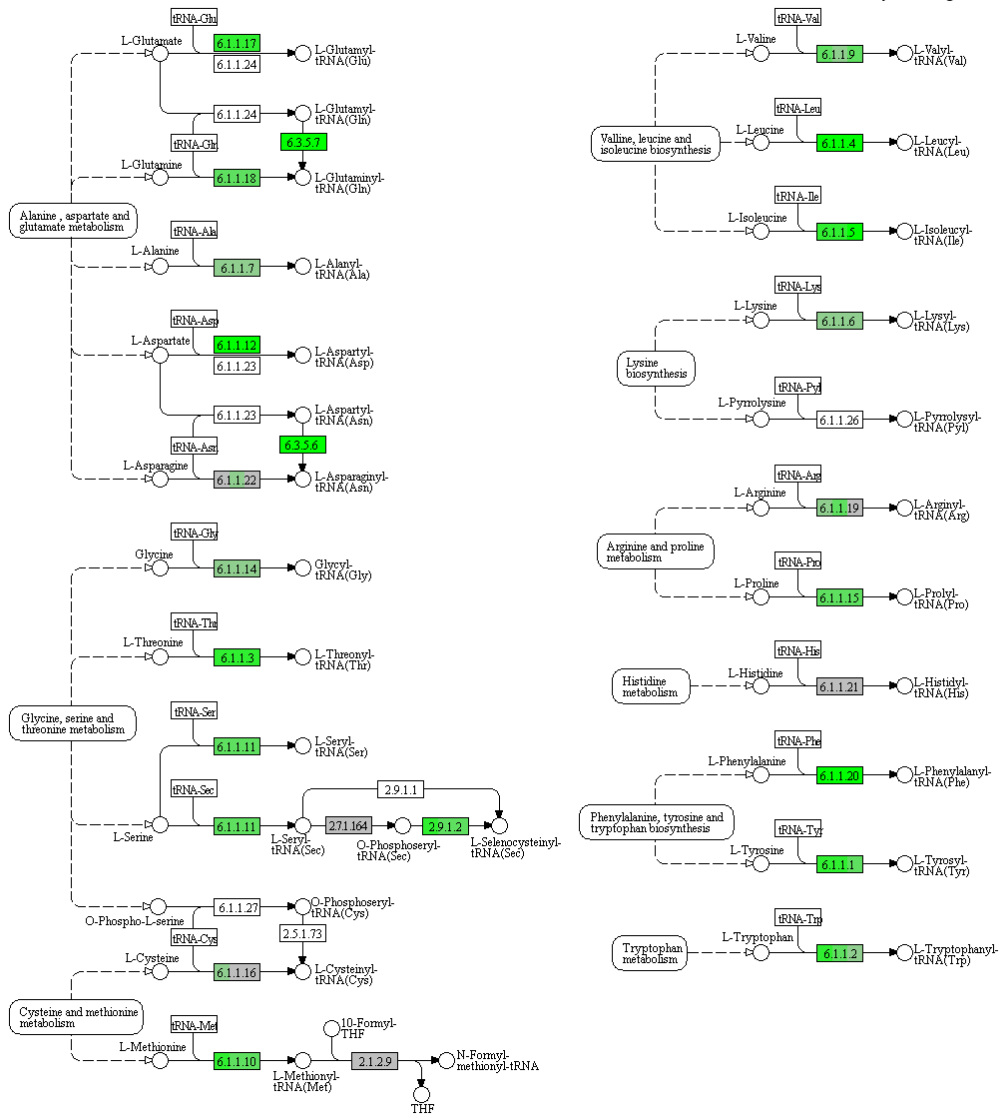 tRNA-Glu
L-Glutamate
6.1.1.17
6.1.1.24
L-Glutamyl-
tRNA(Glu)
6.1.1.24
L-Glutamyl-
tRNA(Gln)
tRNA-Gln
6.3.5.7
L-Glutamine
6.1.1.18
L-Glutaminyl-
tRNA(Gln)
Alanine , aspartate and
glutamate metabolism
tRNA-Ala
L-Alanine
6.1.1.7
L-Alanyl-
tRNA(Ala)
tRNA-Asp
L-Aspartate
6.1.1.12
6.1.1.23
L-Aspartyl-
tRNA(Asp)
6.1.1.23
L-Aspartyl-
tRNA(Asn)
tRNA-Asn
6.3.5.6
L-Asparagine
6.1.1.22
L-Asparaginyl-
tRNA(Asn)
tRNA-Gly
Glycine
6.1.1.14
Glycyl-
tRNA(Gly)
tRNA-Thr
L-Threonine
6.1.1.3
L-Threonyl-
tRNA(Thr)
Glycine, serine and
threonine metabolism
tRNA-Ser
6.1.1.11
L-Seryl-
tRNA(Ser)
tRNA-Sec
L-Serine
6.1.1.11
L-Seryl-
tRNA(Sec)
2.9.1.1
2.7.1.164
O-Phosphoseryl-
tRNA(Sec)
2.9.1.2
L-Selenocysteinyl-
tRNA(Sec)
O-Phospho-L-serine
6.1.1.27
O-Phosphoseryl-
tRNA(Cys)
tRNA-Cys
2.5.1.73
L-Cysteine
6.1.1.16
L-Cysteinyl-
tRNA(Cys)
Cysteine and methionine
metabolism
tRNA-Met
L-Methionine
6.1.1.10
L-Methionyl-
tRNA(Met)
10-Formyl-
THF
2.1.2.9
N-Formyl-
methionyl-tRNA
THF
tRNA-Val
L-Valine
6.1.1.9
L-Valyl-
tRNA(Val)
Valline, leucine and
isoleucine biosynthesis
tRNA-Leu
L-Leucine
6.1.1.4
L-Leucyl-
tRNA(Leu)
tRNA-Ile
L-Isoleucine
6.1.1.5
L-Isoleucyl-
tRNA(Ile)
tRNA-Lys
L-Lysine
6.1.1.6
L-Lysyl-
tRNA(Lys)
Lysine
biosynthesis
tRNA-Pyl
L-Pyrrolysine
6.1.1.26
L-Pyrrolysyl-
tRNA(Pyl)
tRNA-Arg
L-Arginine
6.1.1.19
L-Arginyl-
tRNA(Arg)
Arginine and proline
metabolism
tRNA-Pro
L-Proline
6.1.1.15
L-Prolyl-
tRNA(Pro)
tRNA-His
Histidine
metabolism
L-Histidine
6.1.1.21
L-Histidyl-
tRNA(His)
tRNA-Phe
L-Phenylalanine
6.1.1.20
L-Phenylalanyl-
tRNA(Phe)
Phenylalanine, tyrosine and
tryptophan biosynthesis
tRNA-Tyr
L-Tyrosine
6.1.1.1
L-Tyrosyl-
tRNA(Tyr)
tRNA-Trp
Tryptophan
metabolism
L-Tryptophan
6.1.1.2
L-Tryptophanyl-
tRNA(Trp)